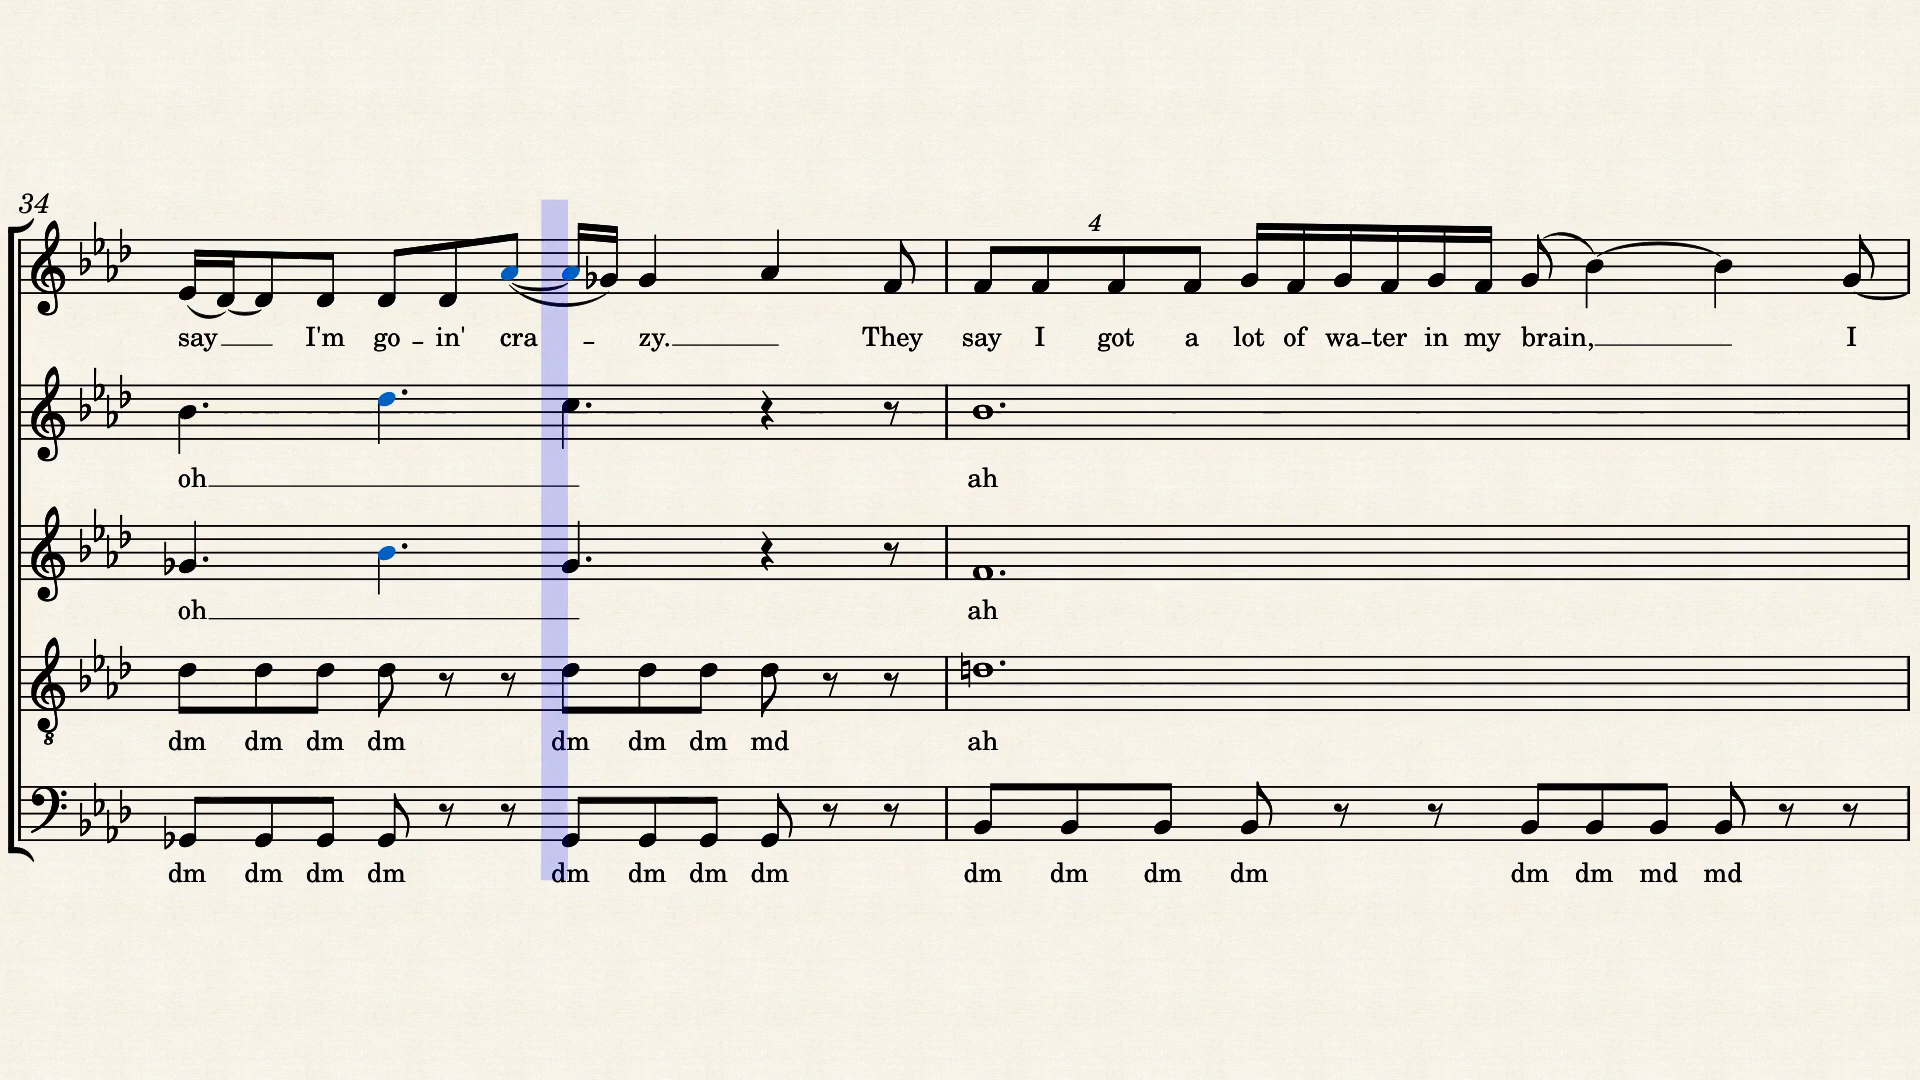 34
4
say I'm go - in' cra - zy. They say I got a lot of wa-ter in my brain, I
oh ah
oh ah
8
dm dm dm dm dm dm dm md ah
dm dm dm dm dm dm dm dm dm dm dm dm dm dm md md